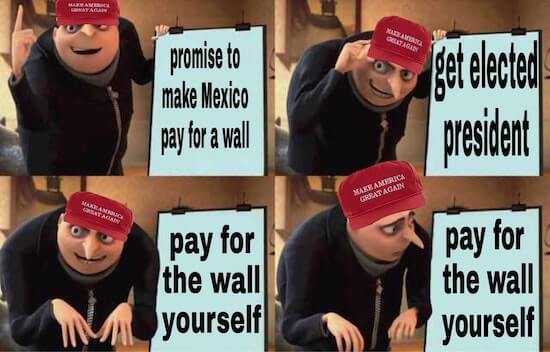 MAKE AMERICA
GREAT AGAIN
promise to
make Mexico
pay for a wall
MAKE AMERICA
GREAT AGAIN
get elected
president
MAKE AMERICA
GREAT AGAIN
pay for
the wall
yourself
MAKE AMERICA
GREAT AGAIN
pay for
the wall
yourself